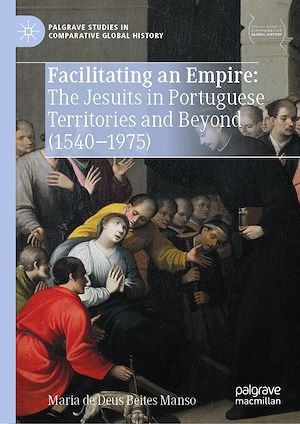 PALGRAVE STUDIES IN
COMPARATIVE GLOBAL HISTORY
Facilitating an Empire:
The Jesuits in Portuguese
Territories and Beyond
(1540–1975)
Maria de Deus Beites Manso
palgrave
macmillan